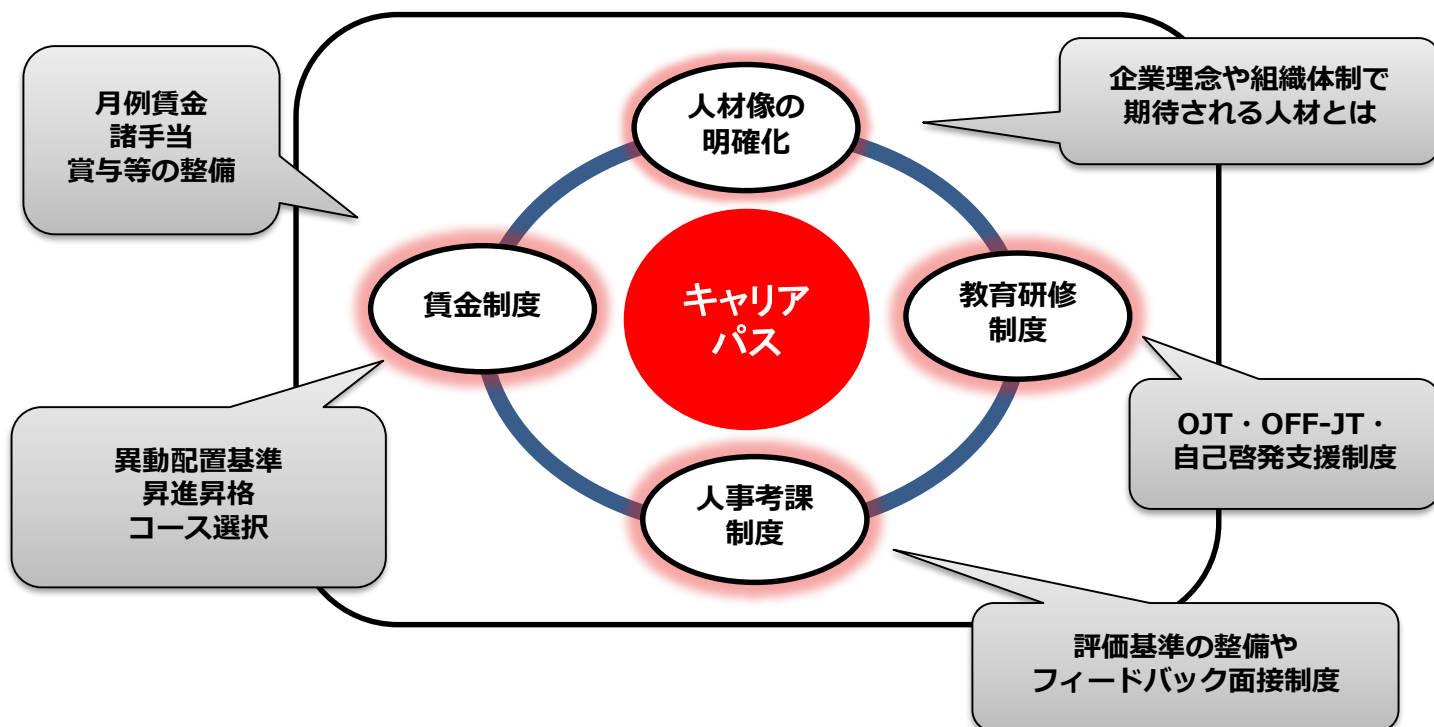 月例賃金
諸手当
賞与等の整備
人材像の
明確化
企業理念や組織体制で
期待される人材とは
賃金制度
キャリア
パス
教育研修
制度
異動配置基準
昇進昇格
コース選択
人事考課
制度
OJT・OFF-JT・
自己啓発支援制度
評価基準の整備や
フィードバック面接制度